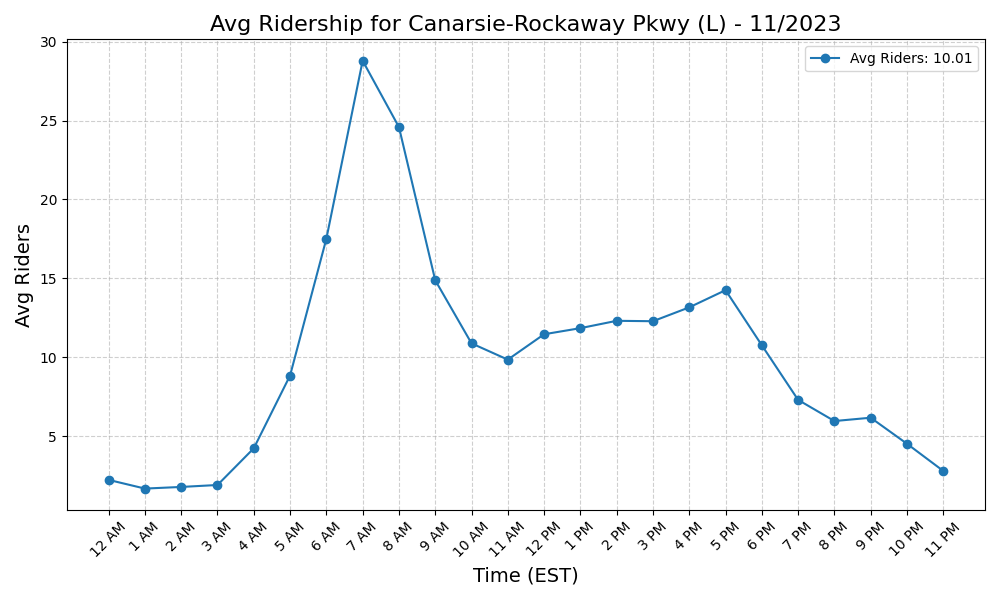 Avg Ridership for Canarsie-Rockaway Pkwy (L) - 11/2023
Avg Riders: 10.01
30
25
20
15
10
5
Avg Riders
12 AM
1 AM
2 AM
3 AM
4 AM
5 AM
6 AM
7 AM
8 AM
9 AM
10 AM
11 AM
12 PM
1 PM
2 PM
3 PM
4 PM
5 PM
6 PM
7 PM
8 PM
9 PM
10 PM
11 PM
Time (EST)